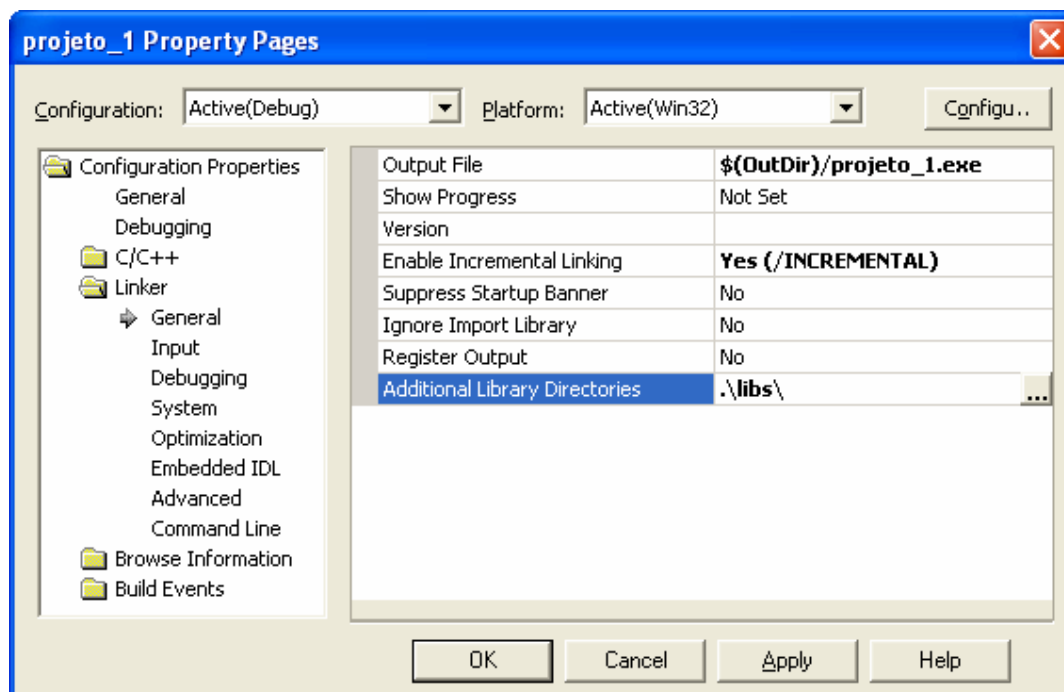 projeto_1 Property Pages
Configuration: Active(Debug) Platform: Active(Win32) Configu..
Configuration Properties
General
Debugging
C/C++
Linker
General
Input
Debugging
System
Optimization
Embedded IDL
Advanced
Command Line
Browse Information
Build Events
Output File $(OutDir)/projeto_1.exe
Show Progress Not Set
Version
Enable Incremental Linking Yes (/INCREMENTAL)
Suppress Startup Banner No
Ignore Import Library No
Register Output No
Additional Library Directories .\libs\ ...
OK Cancel Apply Help